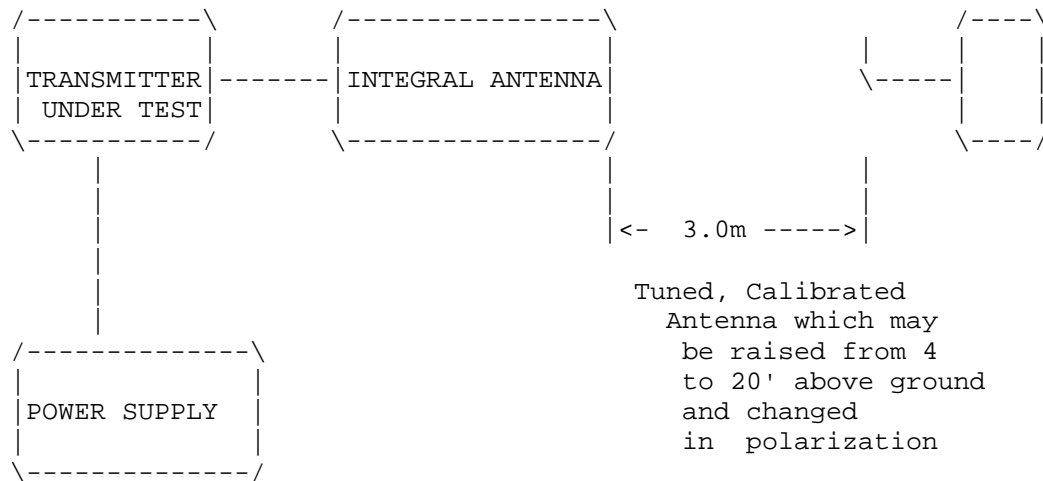 TRANSMITTER
UNDER TEST
INTEGRAL ANTENNA
<- 3.0m ----->
Tuned, Calibrated
Antenna which may
be raised from 4
to 20' above ground
and changed
in polarization
POWER SUPPLY